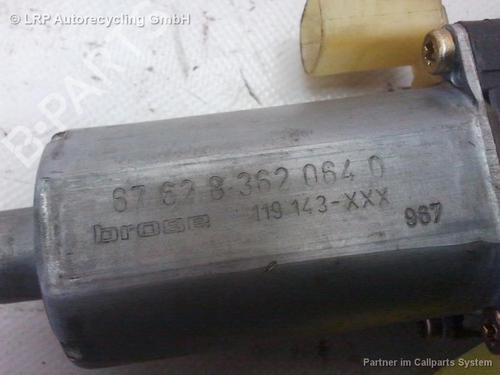 © LRP Autorecycling GmbH
B-PARTS
67 62 8 362 064 0
brose 119 143-XXX 967
Partner im Callparts System